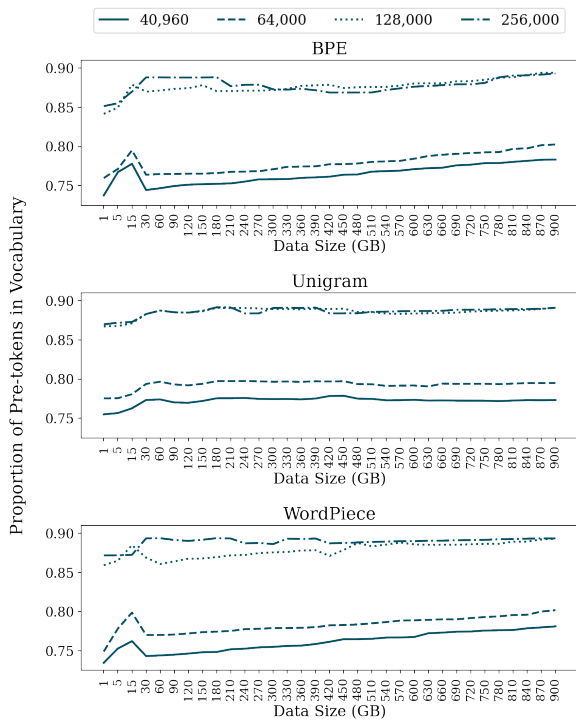 40,960 64,000 128,000 256,000
BPE
0.90
0.85
0.80
0.75
1 5 15 30 60 90 120 150 180 210 240 270 300 330 360 390 420 450 480 510 540 570 600 630 660 690 720 750 780 810 840 870 900
Data Size (GB)
Unigram
0.90
0.85
0.80
0.75
1 5 15 30 60 90 120 150 180 210 240 270 300 330 360 390 420 450 480 510 540 570 600 630 660 690 720 750 780 810 840 870 900
Data Size (GB)
WordPiece
0.90
0.85
0.80
0.75
1 5 15 30 60 90 120 150 180 210 240 270 300 330 360 390 420 450 480 510 540 570 600 630 660 690 720 750 780 810 840 870 900
Data Size (GB)
Proportion of Pre-tokens in Vocabulary